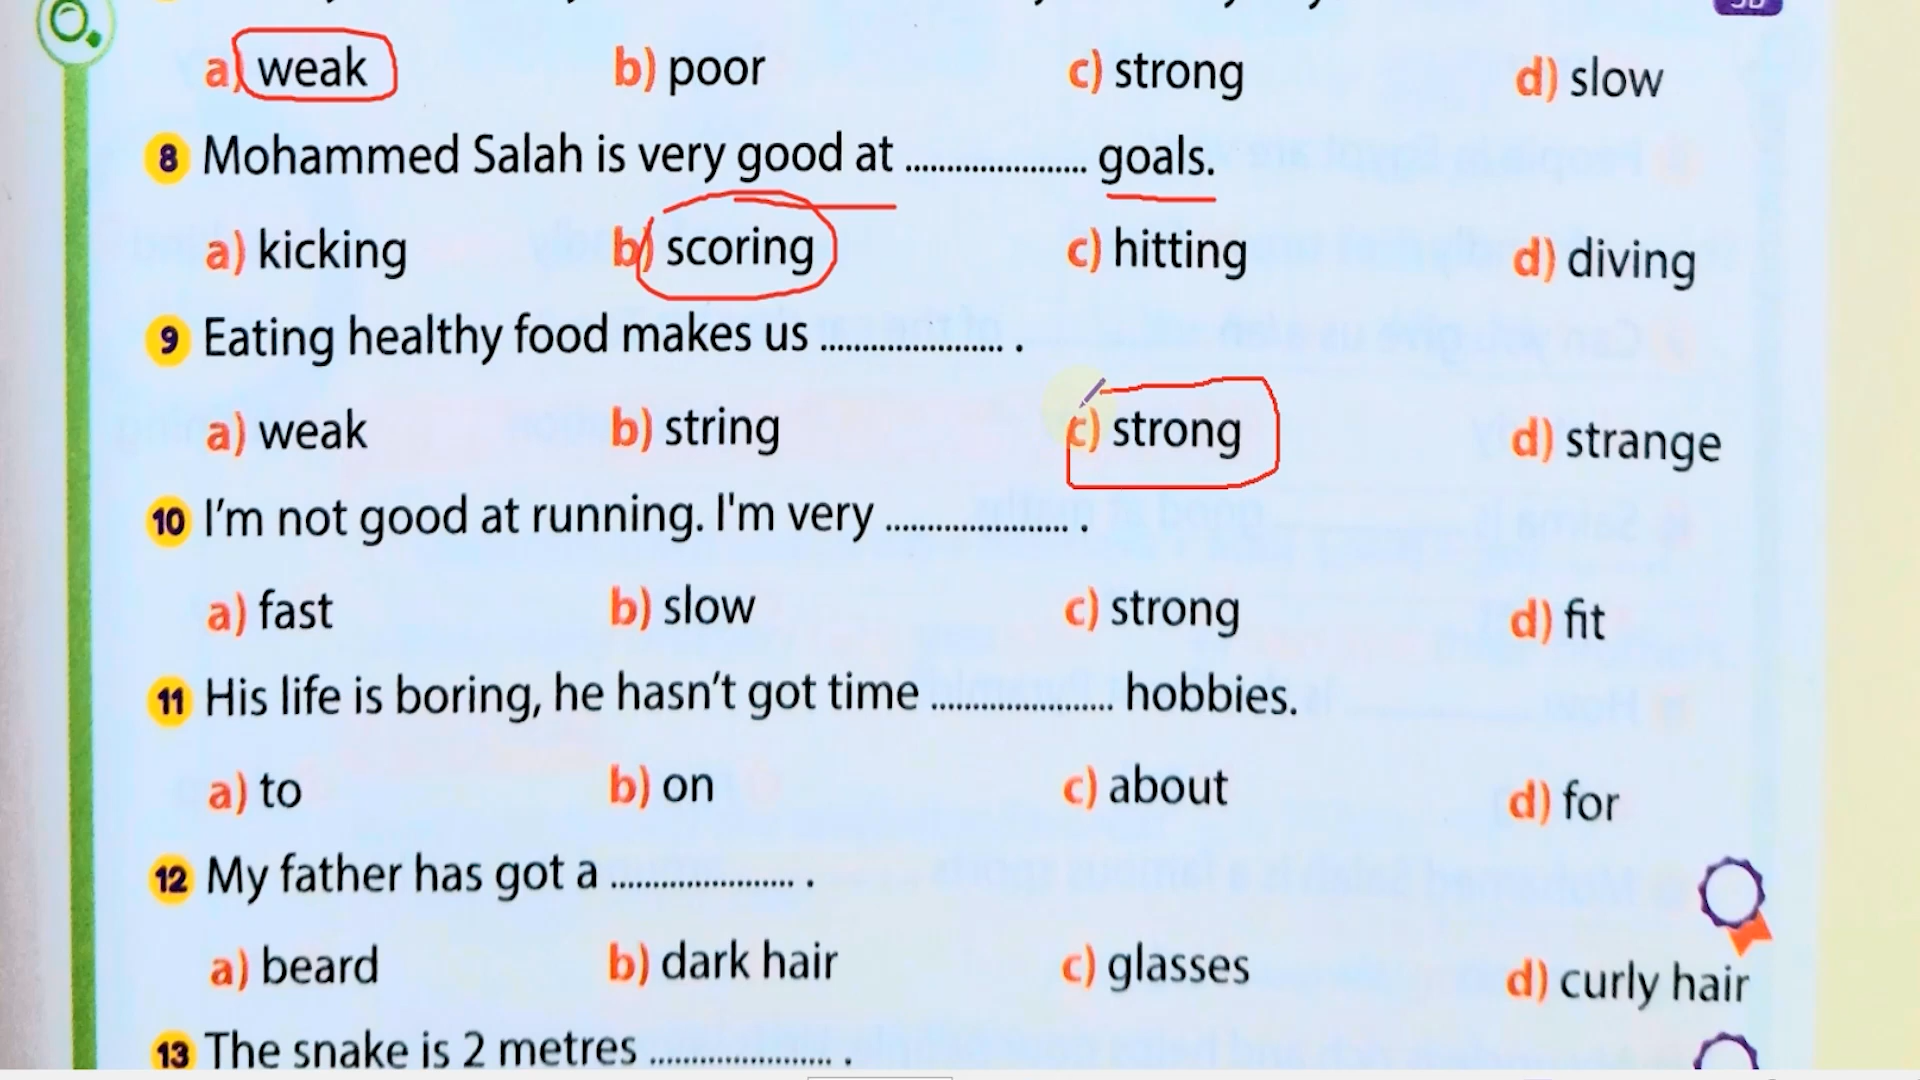 a) weak b) poor c) strong d) slow
8 Mohammed Salah is very good at ..................... goals.
a) kicking b) scoring c) hitting d) diving
9 Eating healthy food makes us ..................... .
a) weak b) string c) strong d) strange
10 I'm not good at running. I'm very ..................... .
a) fast b) slow c) strong d) fit
11 His life is boring, he hasn't got time ..................... hobbies.
a) to b) on c) about d) for
12 My father has got a ..................... .
a) beard b) dark hair c) glasses d) curly hair
13 The snake is 2 metres ..................... .